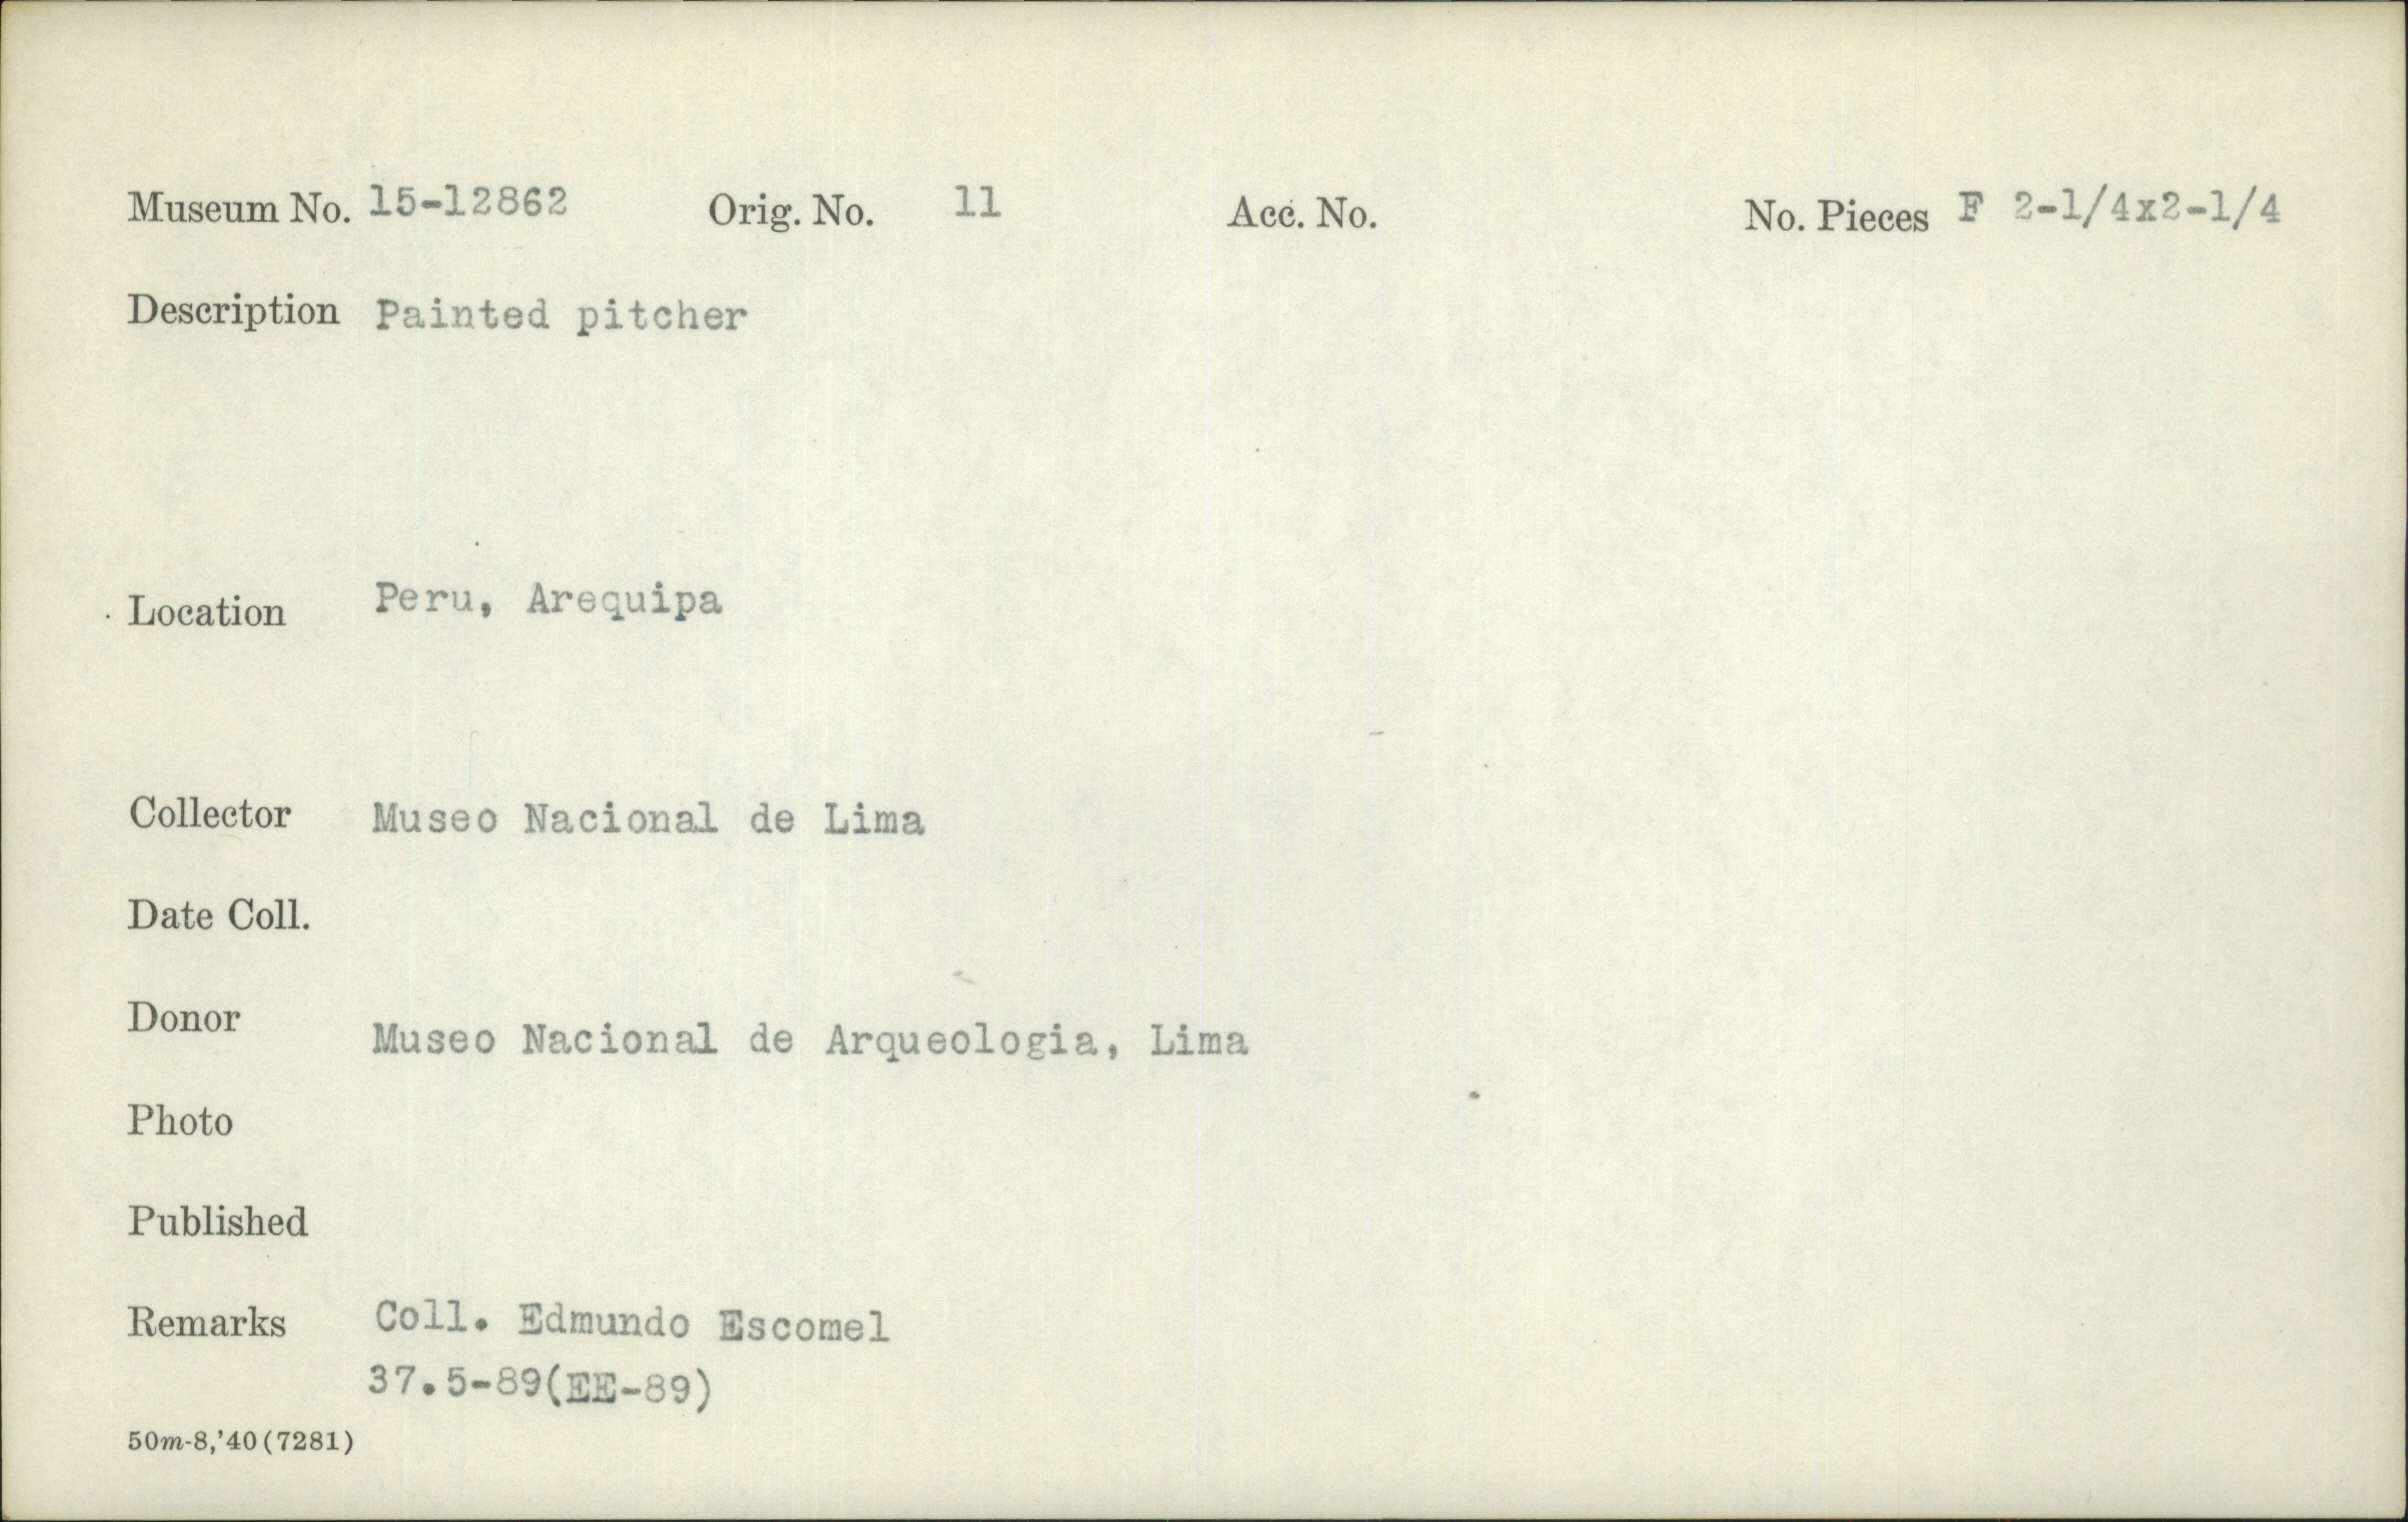 Museum No. 15-12862 Orig. No. 11 Acc. No. No. Pieces F 2-1/4x2-1/4
Description Painted pitcher
Location Peru, Arequipa
Collector Museo Nacional de Lima
Date Coll.
Donor Museo Nacional de Arqueologia, Lima
Photo
Published
Remarks Coll. Edmundo Escomel
37.5-89(EE-89)
50m-8,'40(7281)